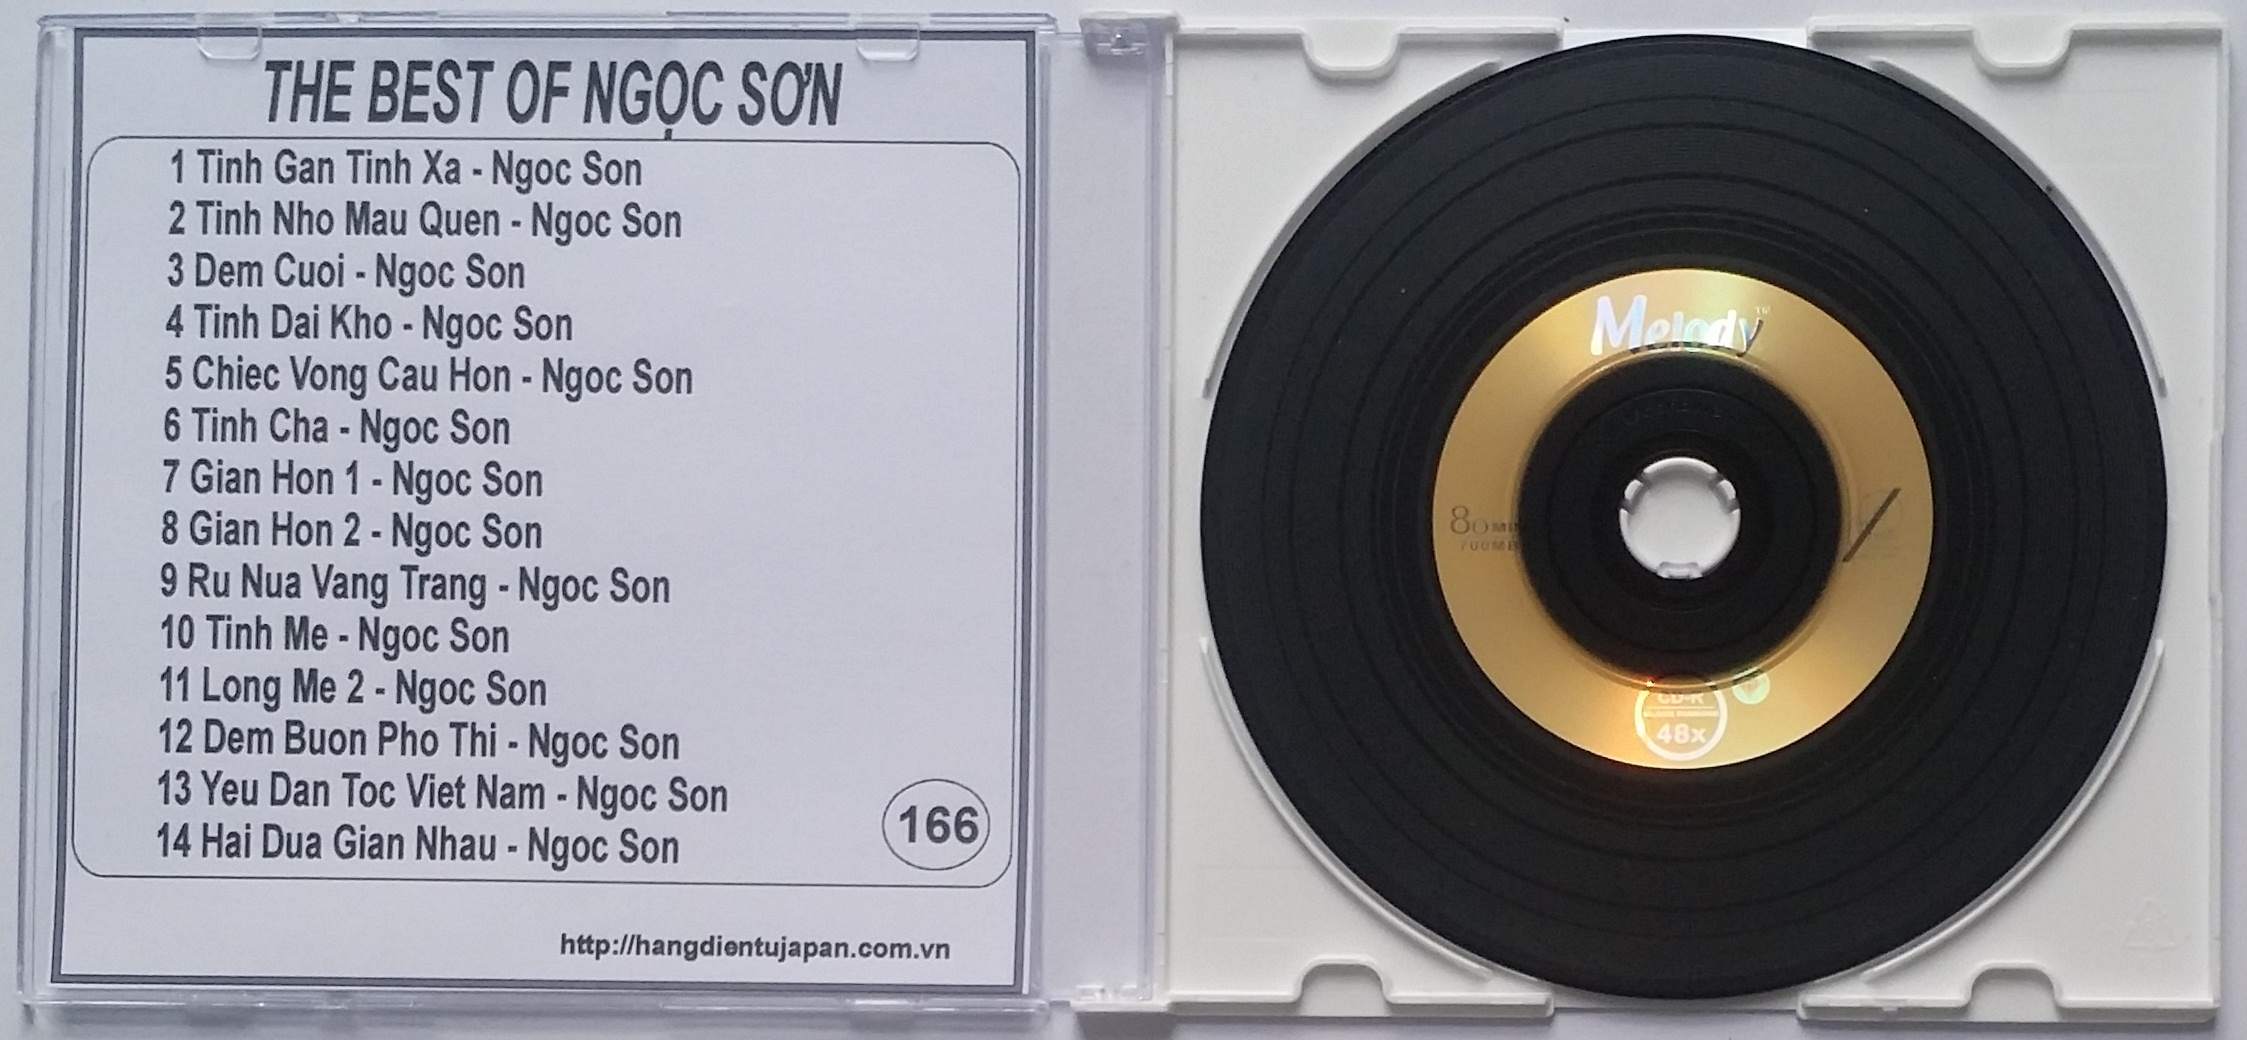 THE BEST OF NGỌC SƠN
1 Tinh Gan Tinh Xa - Ngoc Son
2 Tinh Nho Mau Quen - Ngoc Son
3 Dem Cuoi - Ngoc Son
4 Tinh Dai Kho - Ngoc Son
5 Chiec Vong Cau Hon - Ngoc Son
6 Tinh Cha - Ngoc Son
7 Gian Hon 1 - Ngoc Son
8 Gian Hon 2 - Ngoc Son
9 Ru Nua Vang Trang - Ngoc Son
10 Tinh Me - Ngoc Son
11 Long Me 2 - Ngoc Son
12 Dem Buon Pho Thi - Ngoc Son
13 Yeu Dan Toc Viet Nam - Ngoc Son
14 Hai Dua Gian Nhau - Ngoc Son
166
http://hangdientujapan.com.vn
Melody™
80 MIN
700MB
CD-R
48x